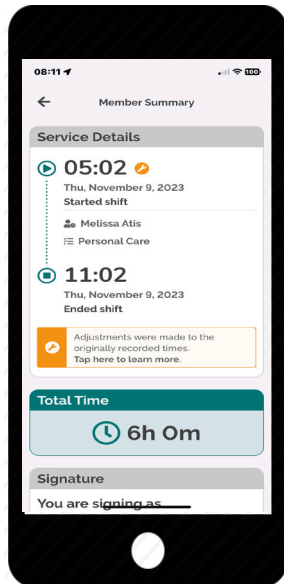 08:11
100
Member Summary
Service Details
05:02
Thu, November 9, 2023
Started shift
Melissa Atis
Personal Care
11:02
Thu, November 9, 2023
Ended shift
Adjustments were made to the
originally recorded times.
Tap here to learn more.
Total Time
6h 0m
Signature
You are signing as